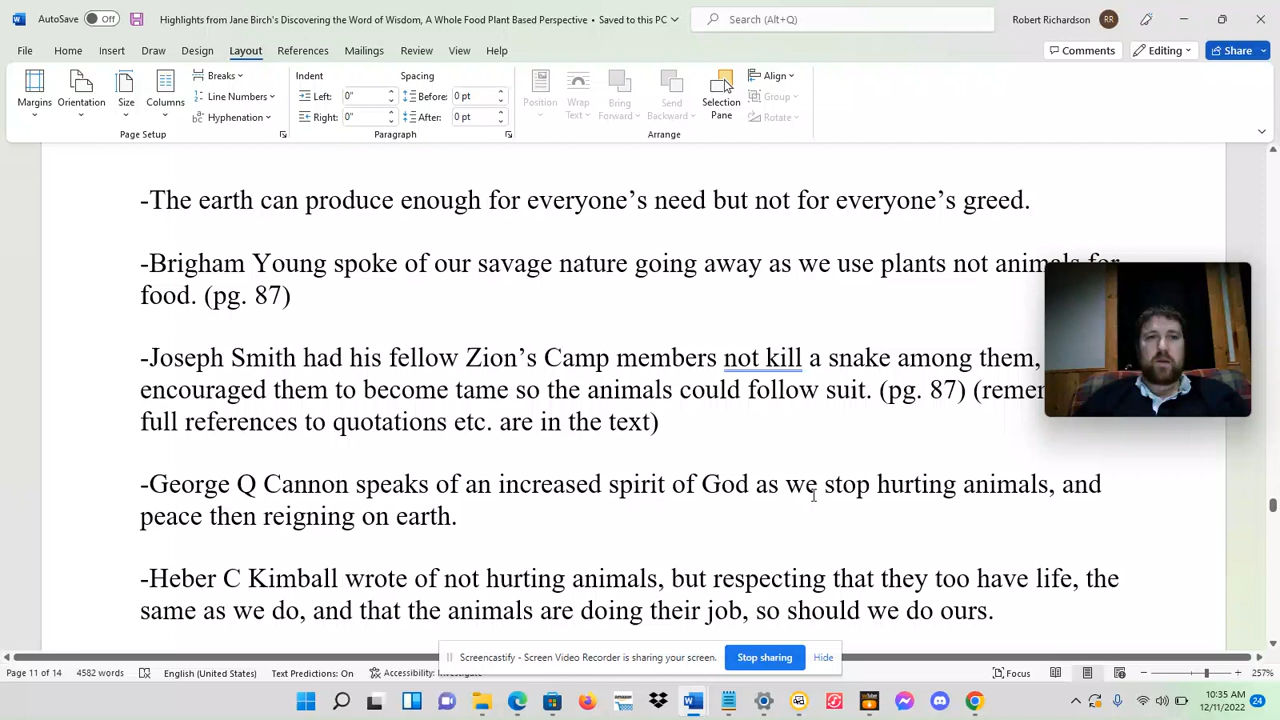 AutoSave Off Highlights from Jane Birch's Discovering the Word of Wisdom, A Whole Food Plant Based Perspective • Saved to this PC Search (Alt+Q) Robert Richardson RR
File Home Insert Draw Design Layout References Mailings Review View Help Comments Editing Share
Margins Orientation Size Columns Breaks Line Numbers Hyphenation
Page Setup
Indent Spacing
Left: 0" Before: 0 pt
Right: 0" After: 0 pt
Paragraph
Position Wrap Text Bring Forward Send Backward Selection Pane Align Group Rotate
Arrange
-The earth can produce enough for everyone’s need but not for everyone’s greed.
-Brigham Young spoke of our savage nature going away as we use plants not animals for
food. (pg. 87)
-Joseph Smith had his fellow Zion’s Camp members not kill a snake among them,
encouraged them to become tame so the animals could follow suit. (pg. 87)
full references to quotations etc. are in the text)
-George Q Cannon speaks of an increased spirit of God as we stop hurting animals, and
peace then reigning on earth.
-Heber C Kimball wrote of not hurting animals, but respecting that they too have life, the
same as we do, and that the animals are doing their job, so should we do ours.
Screencastify - Screen Video Recorder is sharing your screen. Stop sharing Hide
Page 11 of 14 4582 words English (United States) Accessibility: Focus 257%
10:35 AM
12/11/2022 24